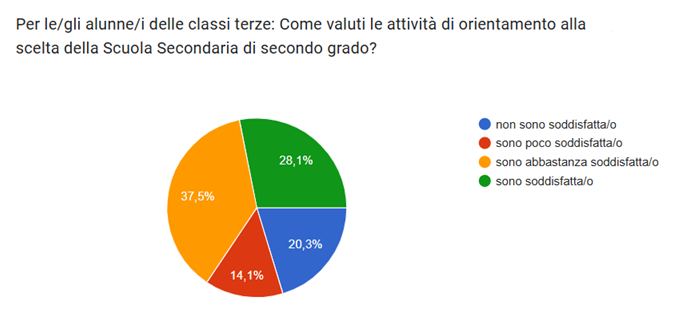 Per le/gli alunne/i delle classi terze: Come valuti le attività di orientamento alla
scelta della Scuola Secondaria di secondo grado?
non sono soddisfatta/o
sono poco soddisfatta/o
sono abbastanza soddisfatta/o
sono soddisfatta/o
28,1%
37,5%
20,3%
14,1%